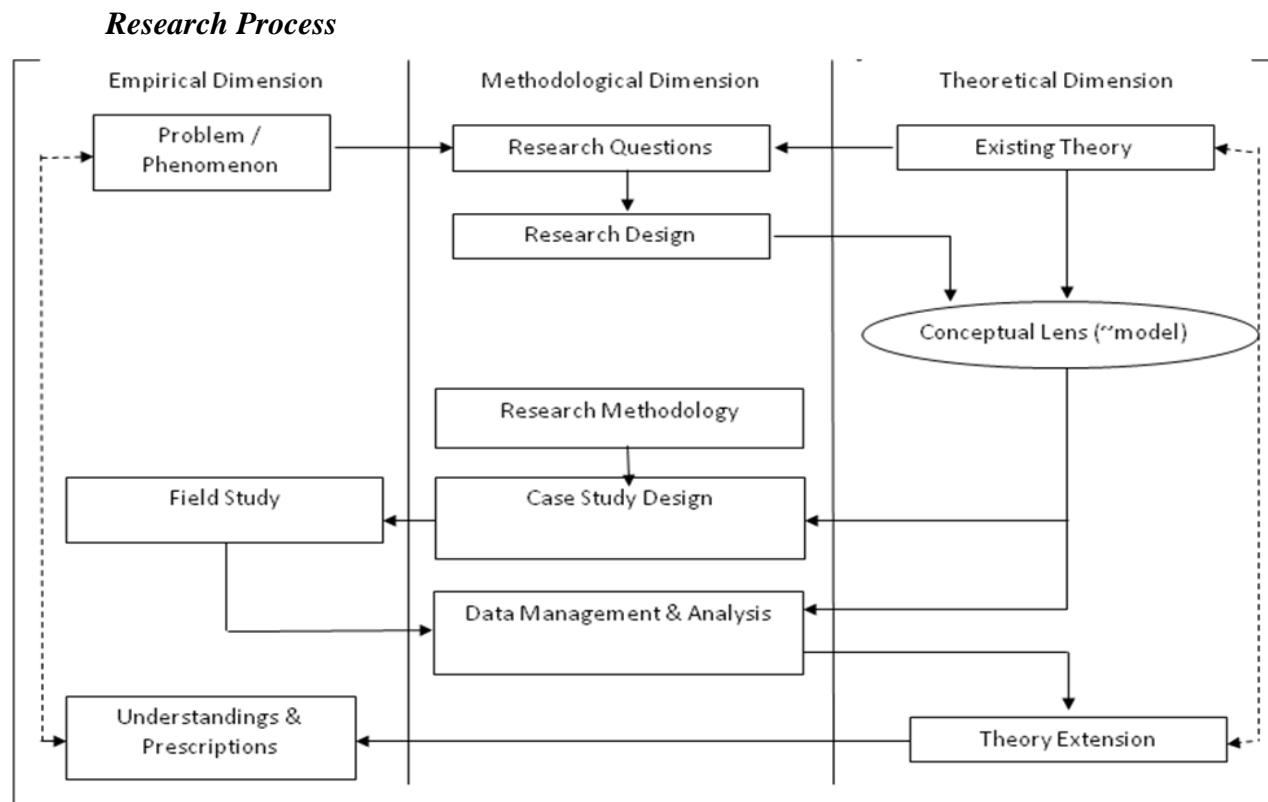 Research Process
Empirical Dimension
Methodological Dimension
Theoretical Dimension
Problem /
Phenomenon
Research Questions
Existing Theory
Research Design
Conceptual Lens (~model)
Research Methodology
Field Study
Case Study Design
Data Management & Analysis
Understandings &
Prescriptions
Theory Extension